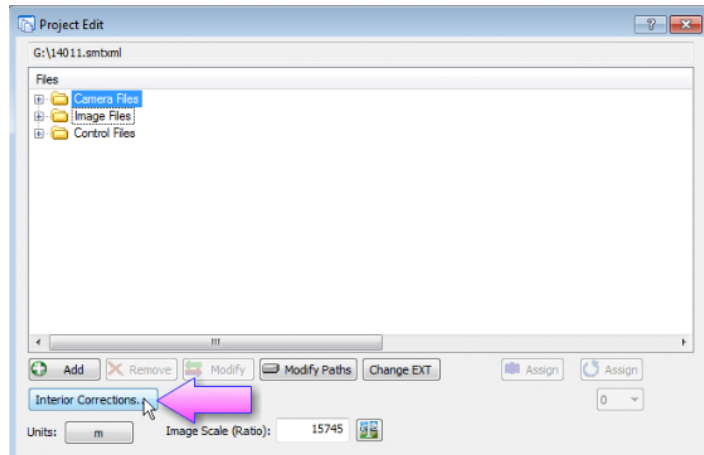 Project Edit
G:\14011.smtxml
Files
Camera Files
Image Files
Control Files
Add Remove Modify Modify Paths Change EXT Assign Assign
Interior Corrections... 0
Units: m Image Scale (Ratio): 15745